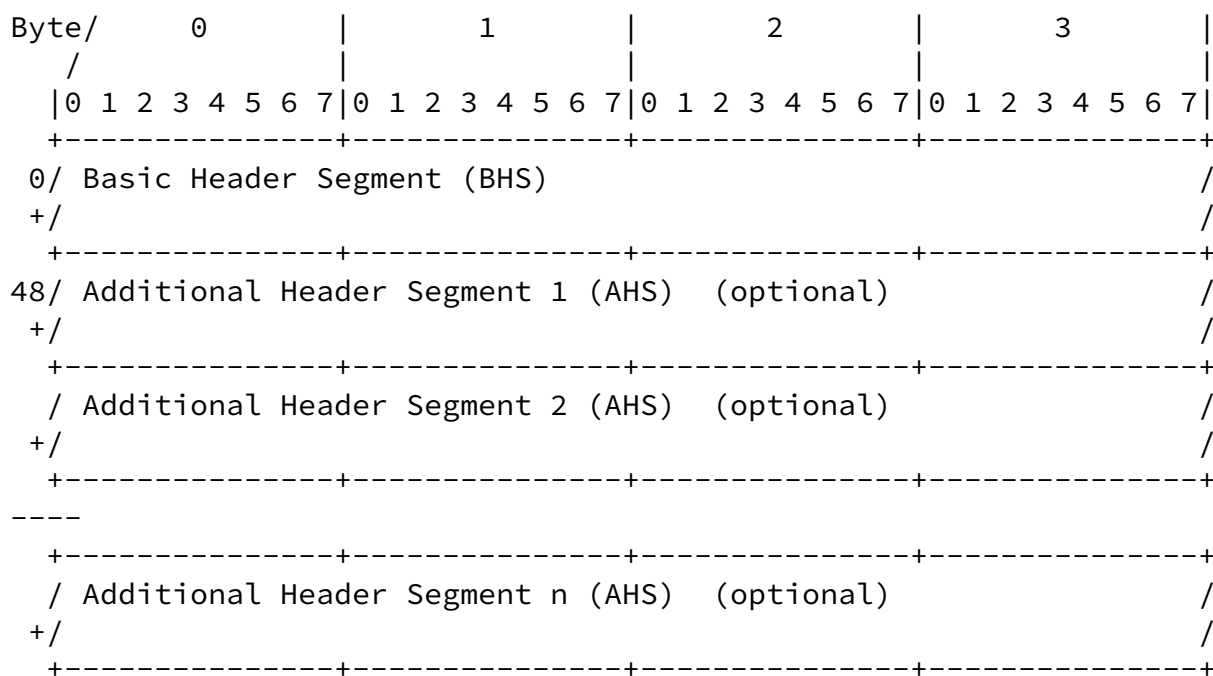 Byte/     0       |       1       |       2       |       3       |
   /              |               |               |               |
  |0 1 2 3 4 5 6 7|0 1 2 3 4 5 6 7|0 1 2 3 4 5 6 7|0 1 2 3 4 5 6 7|
  +---------------+---------------+---------------+---------------+
 0/ Basic Header Segment (BHS)                                    /
 +/                                                               /
  +---------------+---------------+---------------+---------------+
48/ Additional Header Segment 1 (AHS)  (optional)                 /
 +/                                                               /
  +---------------+---------------+---------------+---------------+
  / Additional Header Segment 2 (AHS)  (optional)                 /
 +/                                                               /
  +---------------+---------------+---------------+---------------+
----
  +---------------+---------------+---------------+---------------+
  / Additional Header Segment n (AHS)  (optional)                 /
 +/                                                               /
  +---------------+---------------+---------------+---------------+